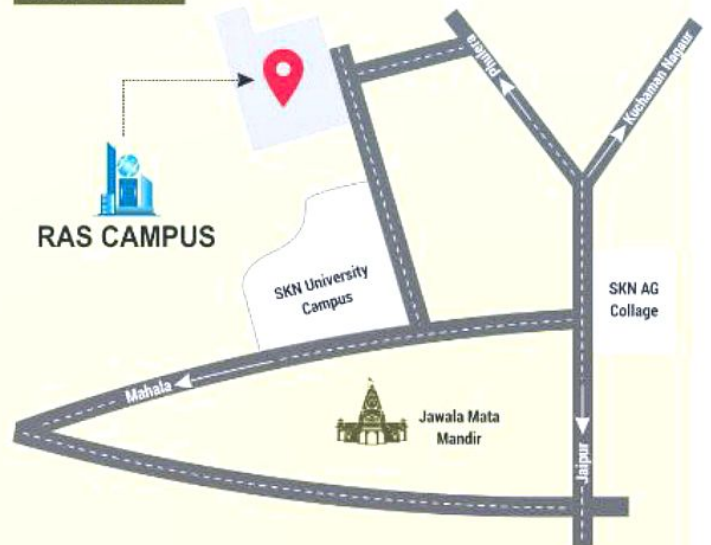 Phulera
Kuchaman Nagaur
RAS CAMPUS
SKN University
Campus
SKN AG
Collage
Mahala
Jawala Mata
Mandir
Jaipur